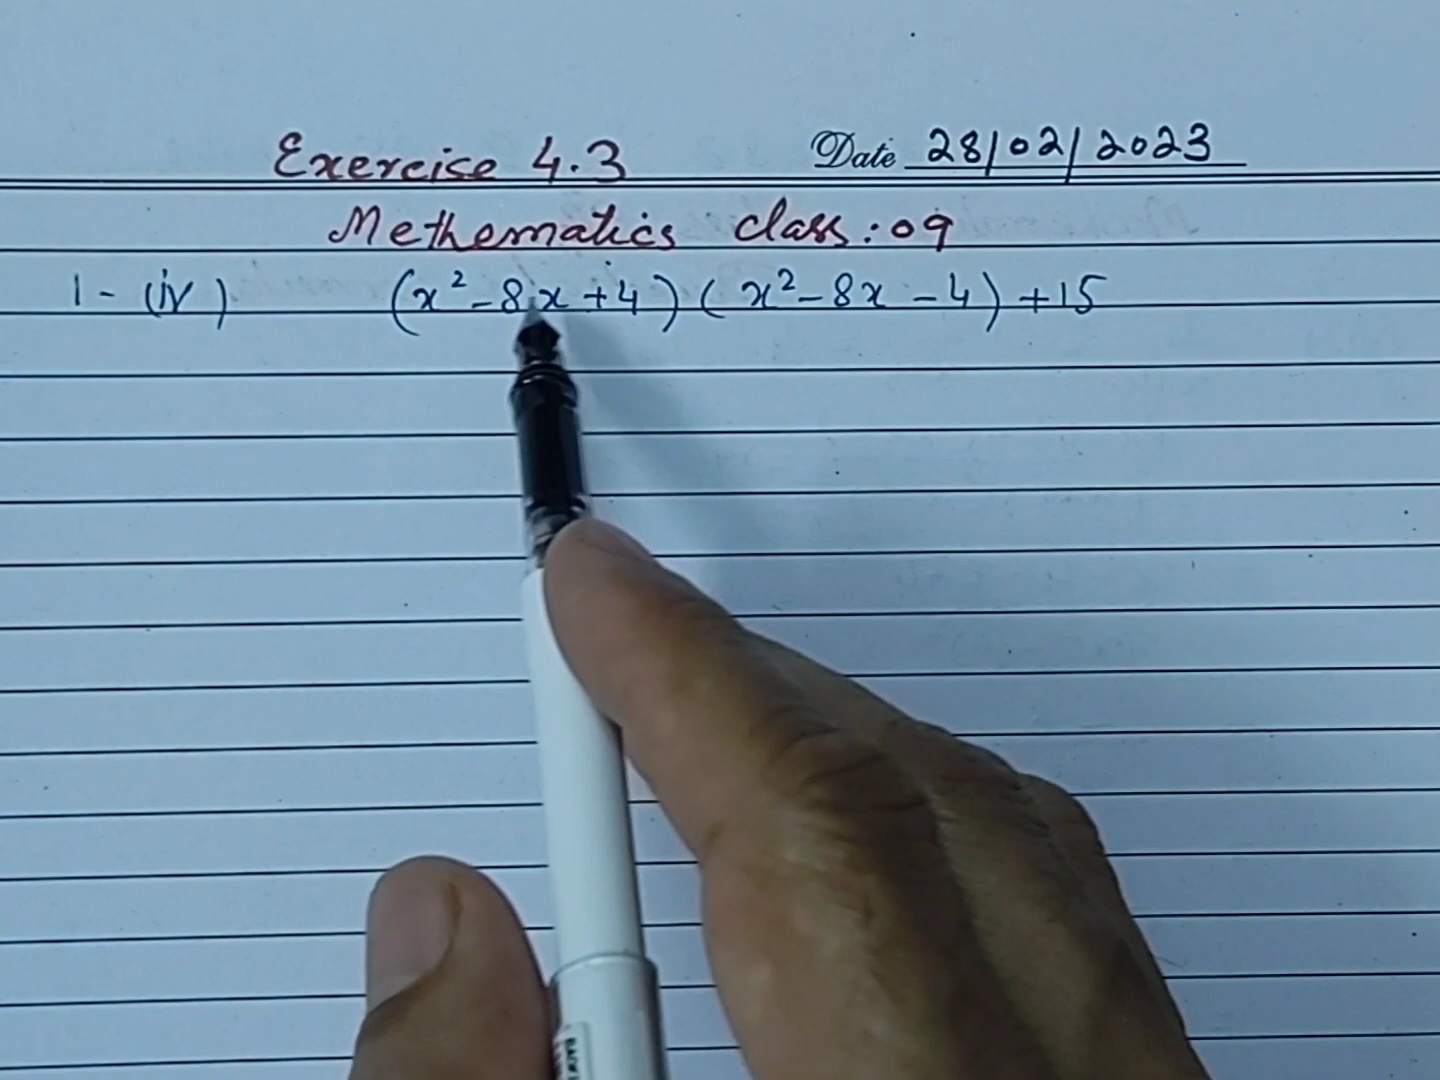 Exercise 4.3 Date 28/02/2023
Methematics class: 09
1 - (iv) (x² - 8x + 4) (x² - 8x - 4) + 15